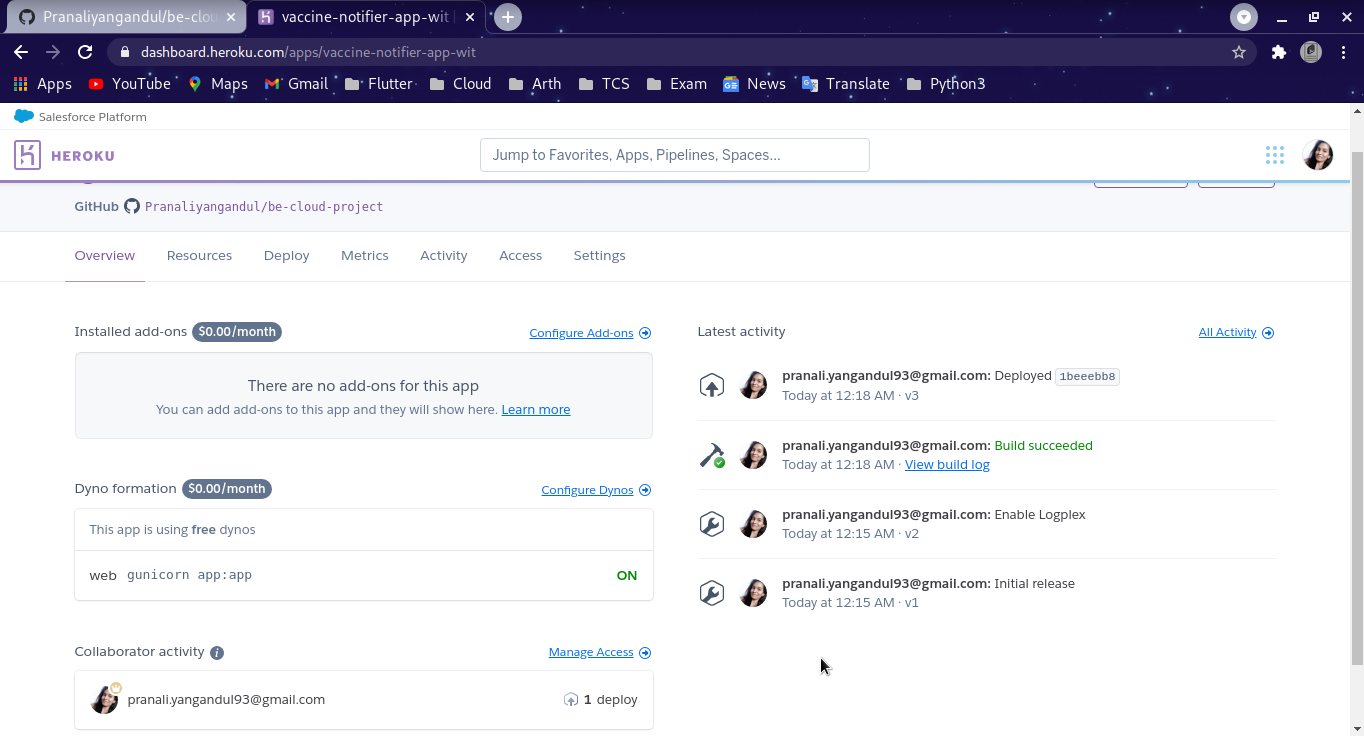 Pranaliyangandul/be-clou
vaccine-notifier-app-wit
dashboard.heroku.com/apps/vaccine-notifier-app-wit
Apps YouTube Maps Gmail Flutter Cloud Arth TCS Exam News Translate Python3
Salesforce Platform
HEROKU
Jump to Favorites, Apps, Pipelines, Spaces...
GitHub Pranaliyangandul/be-cloud-project
Overview Resources Deploy Metrics Activity Access Settings
Installed add-ons $0.00/month Configure Add-ons
There are no add-ons for this app
You can add add-ons to this app and they will show here. Learn more
Dyno formation $0.00/month Configure Dynos
This app is using free dynos
web gunicorn app:app ON
Collaborator activity Manage Access
pranali.yangandul93@gmail.com 1 deploy
Latest activity All Activity
pranali.yangandul93@gmail.com: Deployed 1beeebb8
Today at 12:18 AM · v3
pranali.yangandul93@gmail.com: Build succeeded
Today at 12:18 AM · View build log
pranali.yangandul93@gmail.com: Enable Logplex
Today at 12:15 AM · v2
pranali.yangandul93@gmail.com: Initial release
Today at 12:15 AM · v1